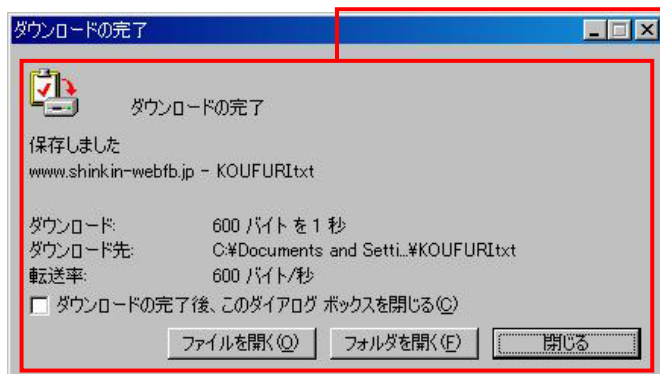 ダウンロードの完了
ダウンロードの完了
保存しました
www.shinkin-webfb.jp - KOUFURItxt
ダウンロード: 600 バイト を 1 秒
ダウンロード先: C:¥Documents and Setti...¥KOUFURItxt
転送率: 600 バイト/秒
ダウンロードの完了後、このダイアログ ボックスを閉じる(C)
ファイルを開く(O) フォルダを開く(F) 閉じる